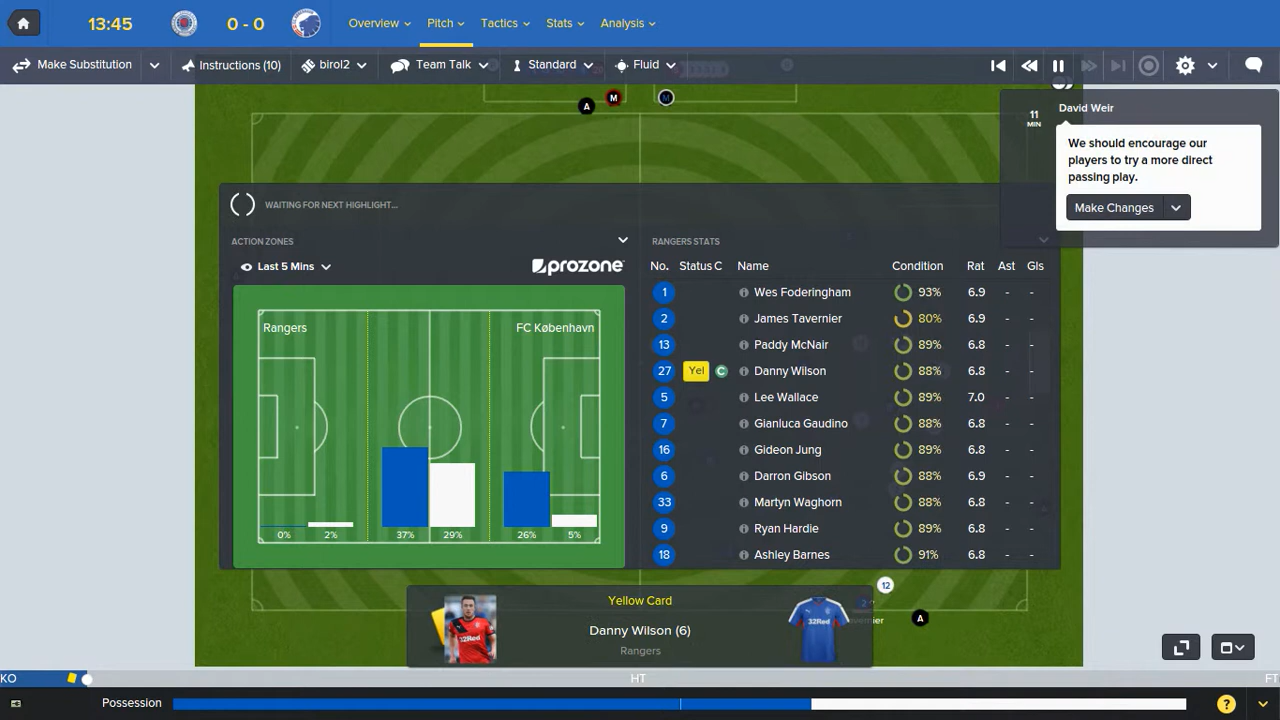 13:45
0 - 0
Overview
Pitch
Tactics
Stats
Analysis
Make Substitution
Instructions (10)
birol2
Team Talk
Standard
Fluid
A
M
M
11
MIN
David Weir
We should encourage our
players to try a more direct
passing play.
Make Changes
WAITING FOR NEXT HIGHLIGHT...
ACTION ZONES
Last 5 Mins
prozone
Rangers
FC København
0%
2%
37%
29%
26%
5%
RANGERS STATS
No. Status C Name Condition Rat Ast Gls
1 Wes Foderingham 93% 6.9 - -
2 James Tavernier 80% 6.9 - -
13 Paddy McNair 89% 6.8 - -
27 Yel C Danny Wilson 88% 6.8 - -
5 Lee Wallace 89% 7.0 - -
7 Gianluca Gaudino 88% 6.8 - -
16 Gideon Jung 89% 6.8 - -
6 Darron Gibson 88% 6.9 - -
33 Martyn Waghorn 88% 6.8 - -
9 Ryan Hardie 89% 6.8 - -
18 Ashley Barnes 91% 6.8 - -
12
2
A
Yellow Card
Danny Wilson (6)
Rangers
32Red
32Red
KO
HT
FT
Possession
?